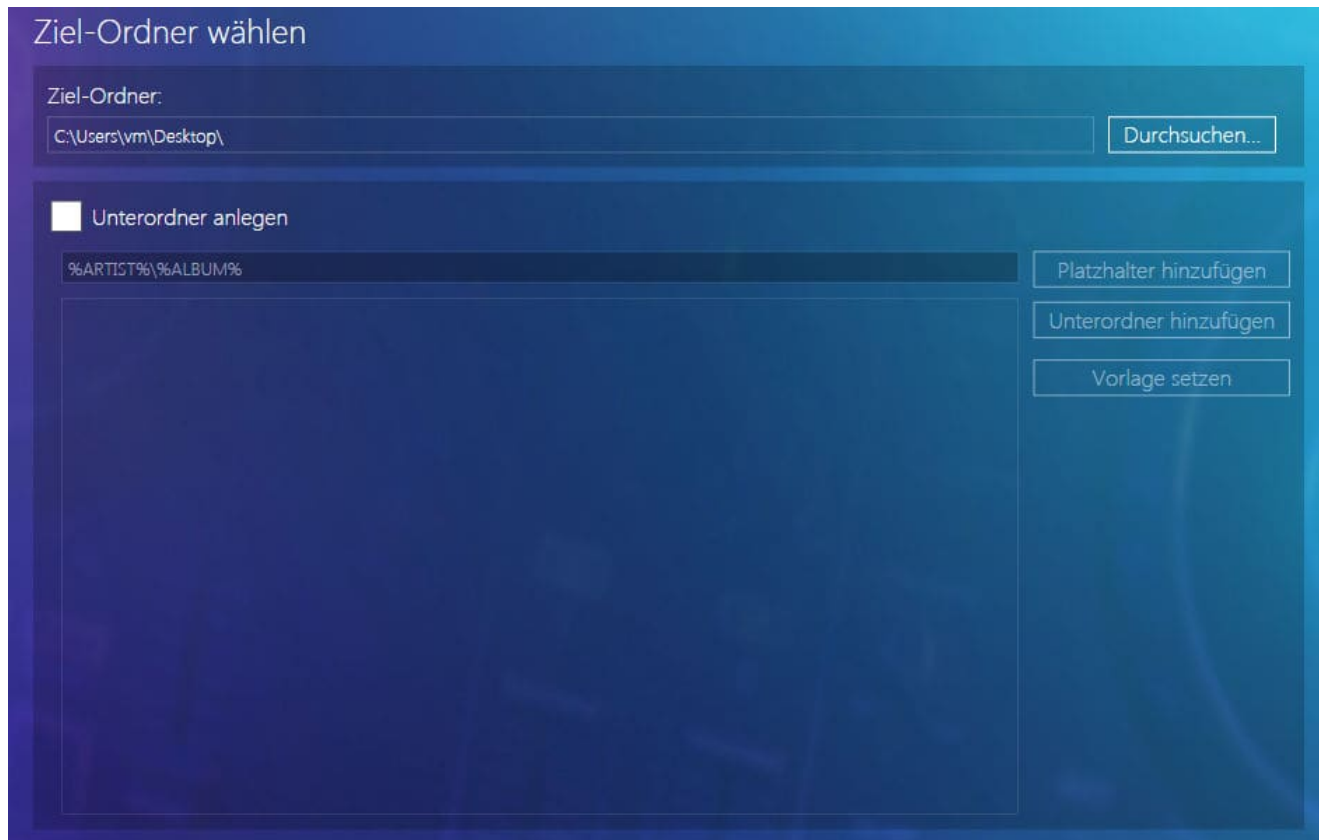 Ziel-Ordner wählen
Ziel-Ordner:
C:\Users\vm\Desktop\
Durchsuchen...
Unterordner anlegen
%ARTIST%\%ALBUM%
Platzhalter hinzufügen
Unterordner hinzufügen
Vorlage setzen